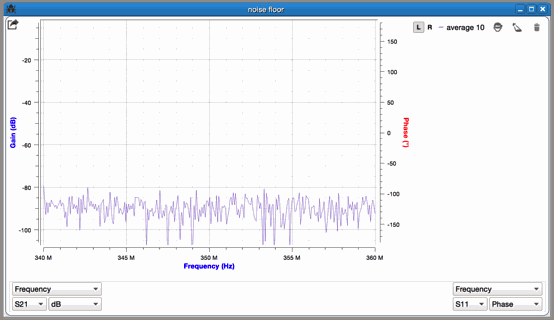 noise floor
L R average 10
-20
-40
-60
-80
-100
Gain (dB)
150
100
50
0
-50
-100
-150
Phase (°)
340 M 345 M 350 M 355 M 360 M
Frequency (Hz)
Frequency Frequency
S21 dB S11 Phase